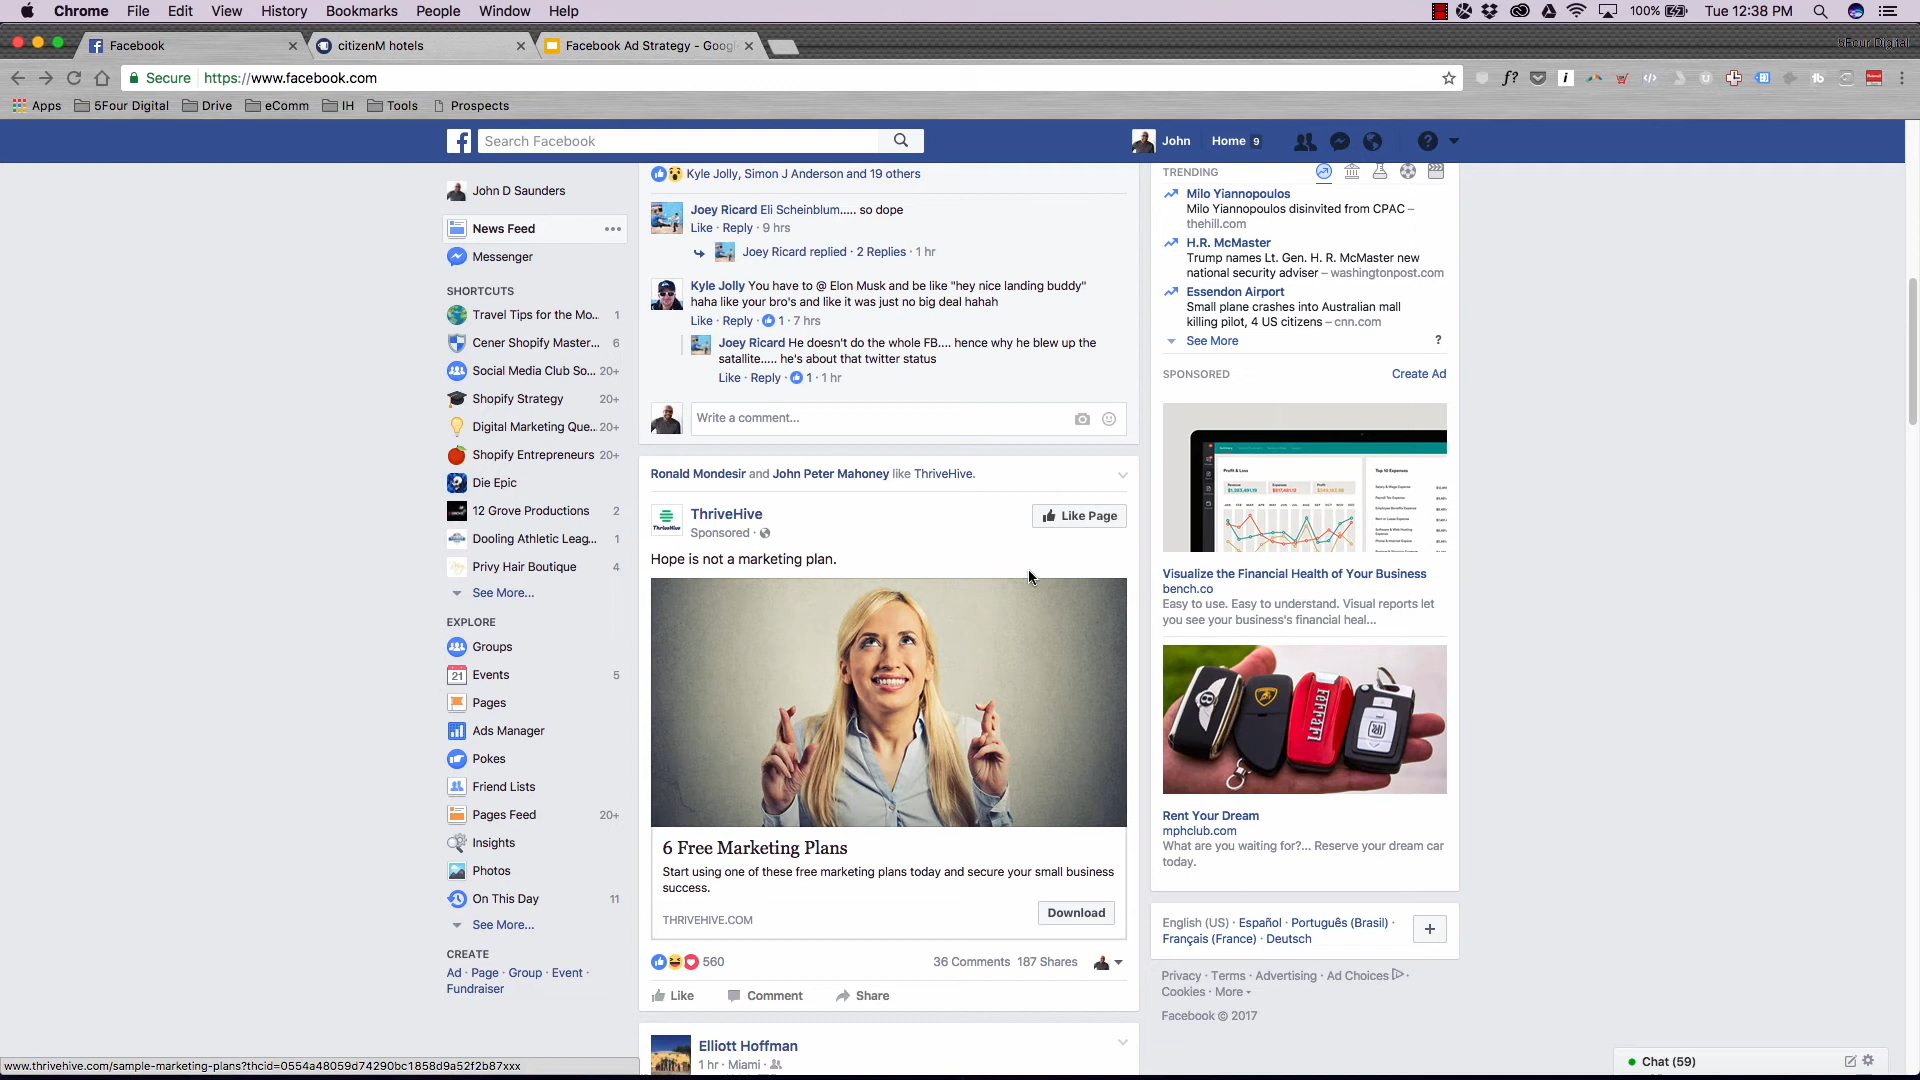 Chrome File Edit View History Bookmarks People Window Help
100% Tue 12:38 PM
Facebook
citizenM hotels
Facebook Ad Strategy - Googl
5Four Digital
Secure https://www.facebook.com
Apps 5Four Digital Drive eComm IH Tools Prospects
Search Facebook
John Home 9
John D Saunders
News Feed
Messenger
SHORTCUTS
Travel Tips for the Mo... 1
Cener Shopify Master... 6
Social Media Club So... 20+
Shopify Strategy 20+
Digital Marketing Que... 20+
Shopify Entrepreneurs 20+
Die Epic
12 Grove Productions 2
Dooling Athletic Leag... 1
Privy Hair Boutique 4
See More...
EXPLORE
Groups
Events 5
Pages
Ads Manager
Pokes
Friend Lists
Pages Feed 20+
Insights
Photos
On This Day 11
See More...
CREATE
Ad · Page · Group · Event ·
Fundraiser
Kyle Jolly, Simon J Anderson and 19 others
Joey Ricard Eli Scheinblum..... so dope
Like · Reply · 9 hrs
Joey Ricard replied · 2 Replies · 1 hr
Kyle Jolly You have to @ Elon Musk and be like "hey nice landing buddy"
haha like your bro's and like it was just no big deal hahah
Like · Reply · 1 · 7 hrs
Joey Ricard He doesn't do the whole FB.... hence why he blew up the
satallite..... he's about that twitter status
Like · Reply · 1 · 1 hr
Write a comment...
Ronald Mondesir and John Peter Mahoney like ThriveHive.
ThriveHive
ThriveHive
Sponsored ·
Like Page
Hope is not a marketing plan.
6 Free Marketing Plans
Start using one of these free marketing plans today and secure your small business
success.
THRIVEHIVE.COM
Download
560
36 Comments 187 Shares
Like Comment Share
Elliott Hoffman
1 hr · Miami ·
TRENDING
Milo Yiannopoulos
Milo Yiannopoulos disinvited from CPAC –
thehill.com
H.R. McMaster
Trump names Lt. Gen. H. R. McMaster new
national security adviser – washingtonpost.com
Essendon Airport
Small plane crashes into Australian mall
killing pilot, 4 US citizens – cnn.com
See More ?
SPONSORED Create Ad
Profit & Loss
Top 10 Expenses
Visualize the Financial Health of Your Business
bench.co
Easy to use. Easy to understand. Visual reports let
you see your business's financial heal...
Ferrari
Rent Your Dream
mphclub.com
What are you waiting for?... Reserve your dream car
today.
English (US) · Español · Português (Brasil) ·
Français (France) · Deutsch
Privacy · Terms · Advertising · Ad Choices ·
Cookies · More
Facebook © 2017
www.thrivehive.com/sample-marketing-plans?thcid=0554a48059d74290bc1858d9a52f2b87xxx
Chat (59)